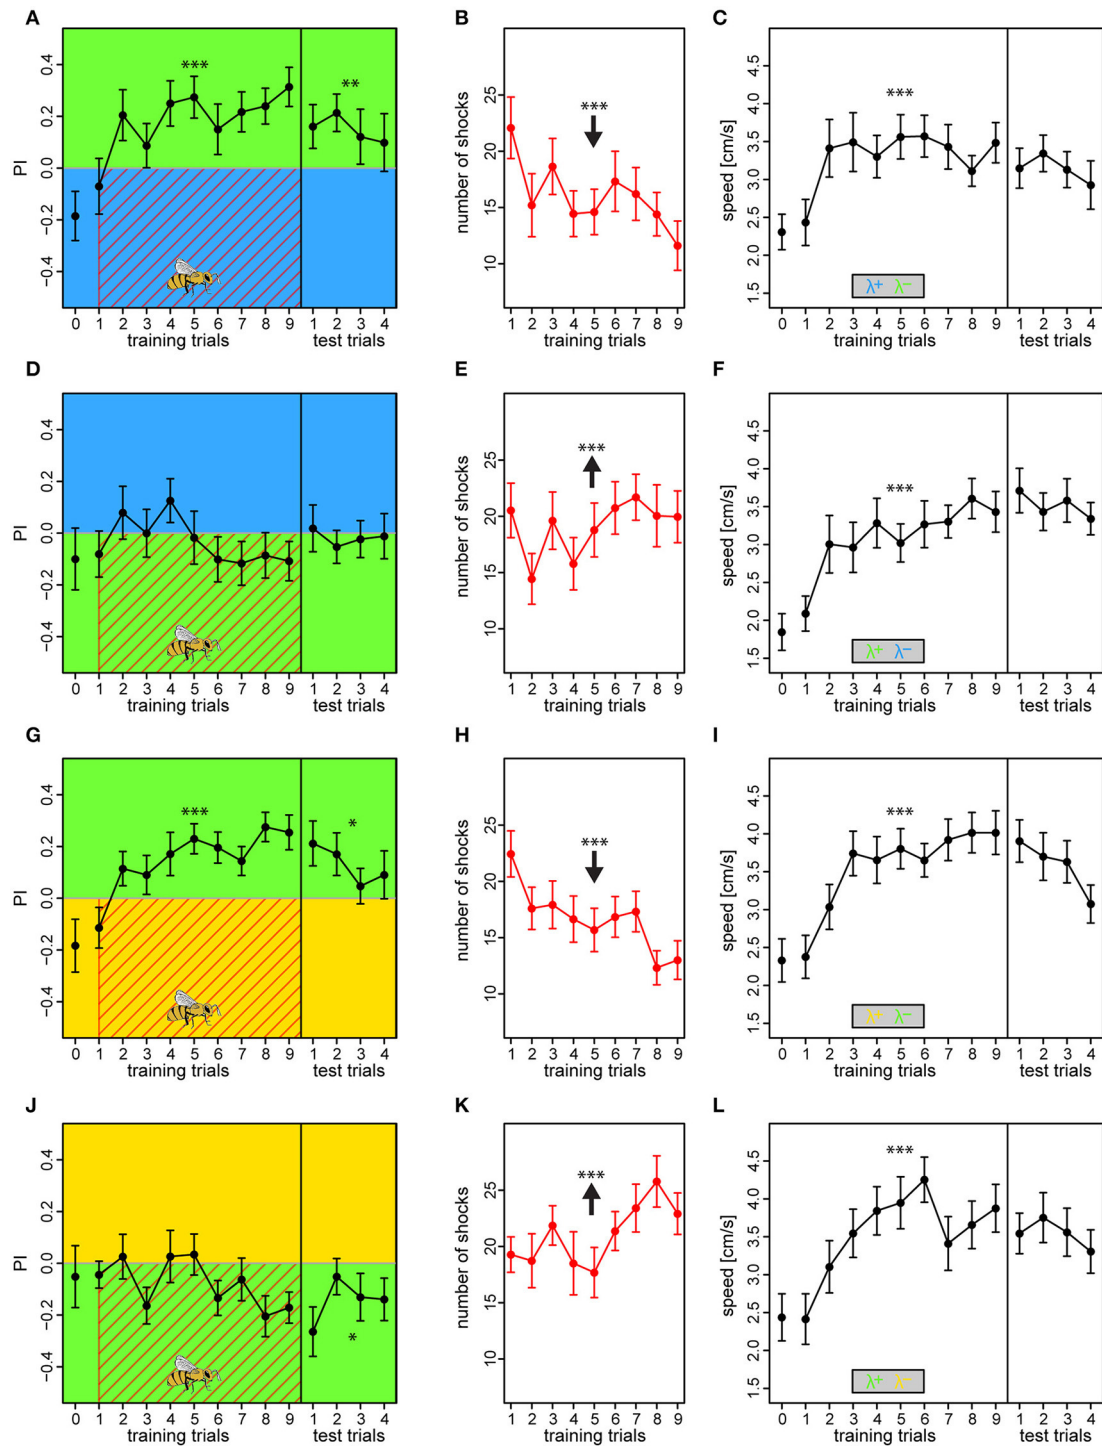 A
B
C
PI
−0.4 −0.2 0.0 0.2 0.4
***
**
0 1 2 3 4 5 6 7 8 9 1 2 3 4
training trials test trials
number of shocks
10 15 20 25
***
1 2 3 4 5 6 7 8 9
training trials
speed [cm/s]
1.5 2.0 2.5 3.0 3.5 4.0 4.5
***
λ+ λ−
0 1 2 3 4 5 6 7 8 9 1 2 3 4
training trials test trials
D
E
F
PI
−0.4 −0.2 0.0 0.2 0.4
0 1 2 3 4 5 6 7 8 9 1 2 3 4
training trials test trials
number of shocks
10 15 20 25
***
1 2 3 4 5 6 7 8 9
training trials
speed [cm/s]
1.5 2.0 2.5 3.0 3.5 4.0 4.5
***
λ+ λ−
0 1 2 3 4 5 6 7 8 9 1 2 3 4
training trials test trials
G
H
I
PI
−0.4 −0.2 0.0 0.2 0.4
***
*
0 1 2 3 4 5 6 7 8 9 1 2 3 4
training trials test trials
number of shocks
10 15 20 25
***
1 2 3 4 5 6 7 8 9
training trials
speed [cm/s]
1.5 2.0 2.5 3.0 3.5 4.0 4.5
***
λ+ λ−
0 1 2 3 4 5 6 7 8 9 1 2 3 4
training trials test trials
J
K
L
PI
−0.4 −0.2 0.0 0.2 0.4
*
0 1 2 3 4 5 6 7 8 9 1 2 3 4
training trials test trials
number of shocks
10 15 20 25
***
1 2 3 4 5 6 7 8 9
training trials
speed [cm/s]
1.5 2.0 2.5 3.0 3.5 4.0 4.5
***
λ+ λ−
0 1 2 3 4 5 6 7 8 9 1 2 3 4
training trials test trials